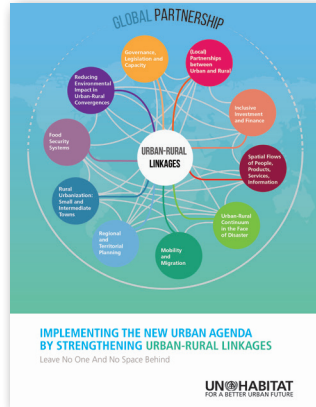 GLOBAL PARTNERSHIP
Governance,
Legislation and
Capacity
(Local)
Partnerships
between
Urban and Rural
Reducing
Environmental
Impact in
Urban-Rural
Convergences
Inclusive
Investment
and Finance
Food
Security
Systems
URBAN-RURAL
LINKAGES
Spatial Flows
of People,
Products,
Services,
Information
Rural
Urbanization:
Small and
Intermediate
Towns
Urban-Rural
Continuum
in the Face
of Disaster
Regional
and
Territorial
Planning
Mobility
and
Migration
IMPLEMENTING THE NEW URBAN AGENDA
BY STRENGTHENING URBAN-RURAL LINKAGES
Leave No One And No Space Behind
UN HABITAT
FOR A BETTER URBAN FUTURE